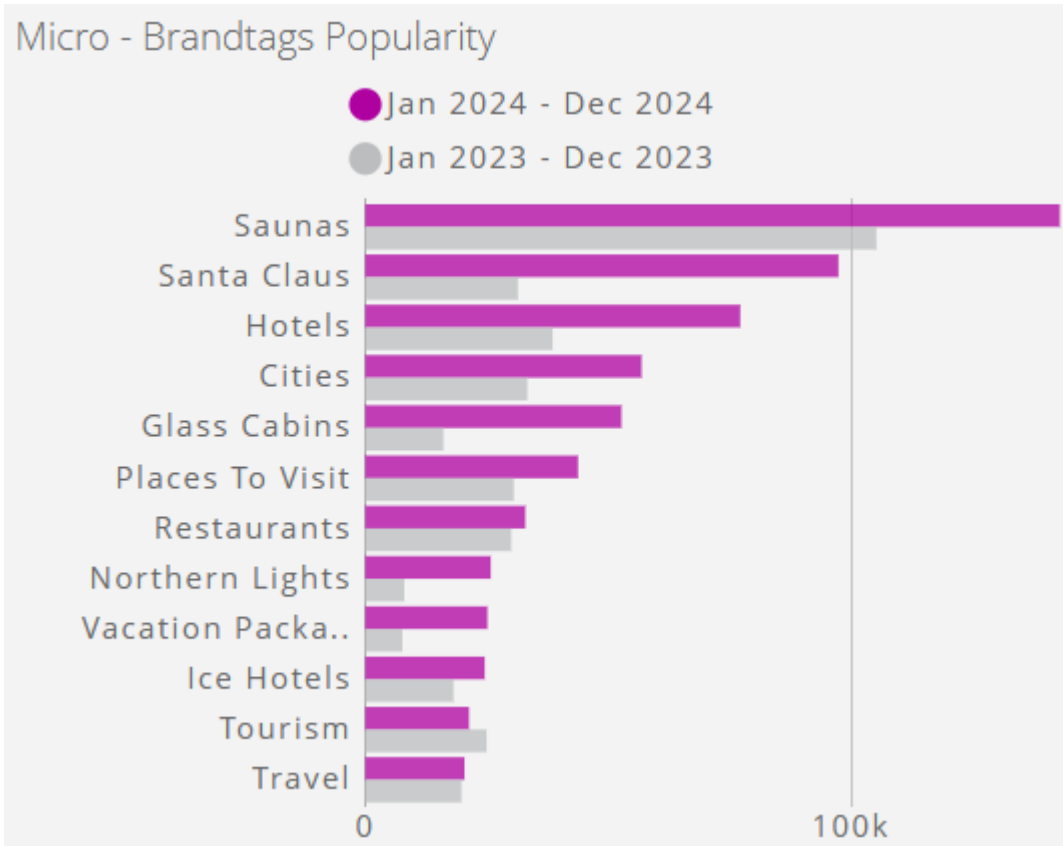 Micro - Brandtags Popularity
Jan 2024 - Dec 2024
Jan 2023 - Dec 2023
Saunas
Santa Claus
Hotels
Cities
Glass Cabins
Places To Visit
Restaurants
Northern Lights
Vacation Packa..
Ice Hotels
Tourism
Travel
0 100k